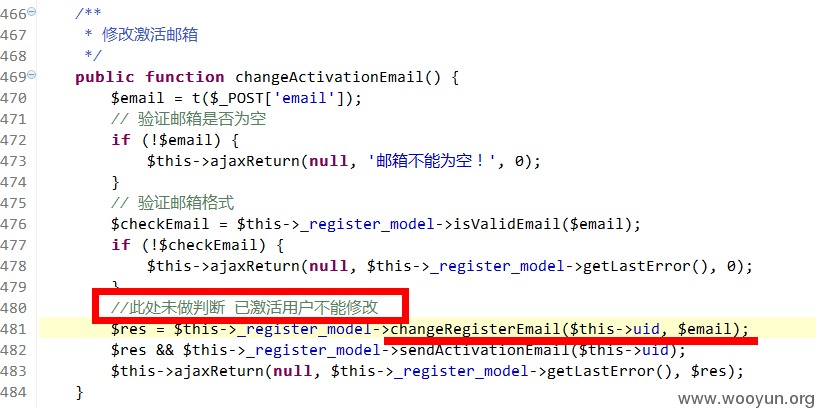 466 /**
467 * 修改激活邮箱
468 */
469 public function changeActivationEmail() {
470 $email = t($_POST['email']);
471 // 验证邮箱是否为空
472 if (!$email) {
473 $this->ajaxReturn(null, '邮箱不能为空！', 0);
474 }
475 // 验证邮箱格式
476 $checkEmail = $this->_register_model->isValidEmail($email);
477 if (!$checkEmail) {
478 $this->ajaxReturn(null, $this->_register_model->getLastError(), 0);
479 }
480 //此处未做判断 已激活用户不能修改
481 $res = $this->_register_model->changeRegisterEmail($this->uid, $email);
482 $res && $this->_register_model->sendActivationEmail($this->uid);
483 $this->ajaxReturn(null, $this->_register_model->getLastError(), $res);
484 }
www.wooyun.org